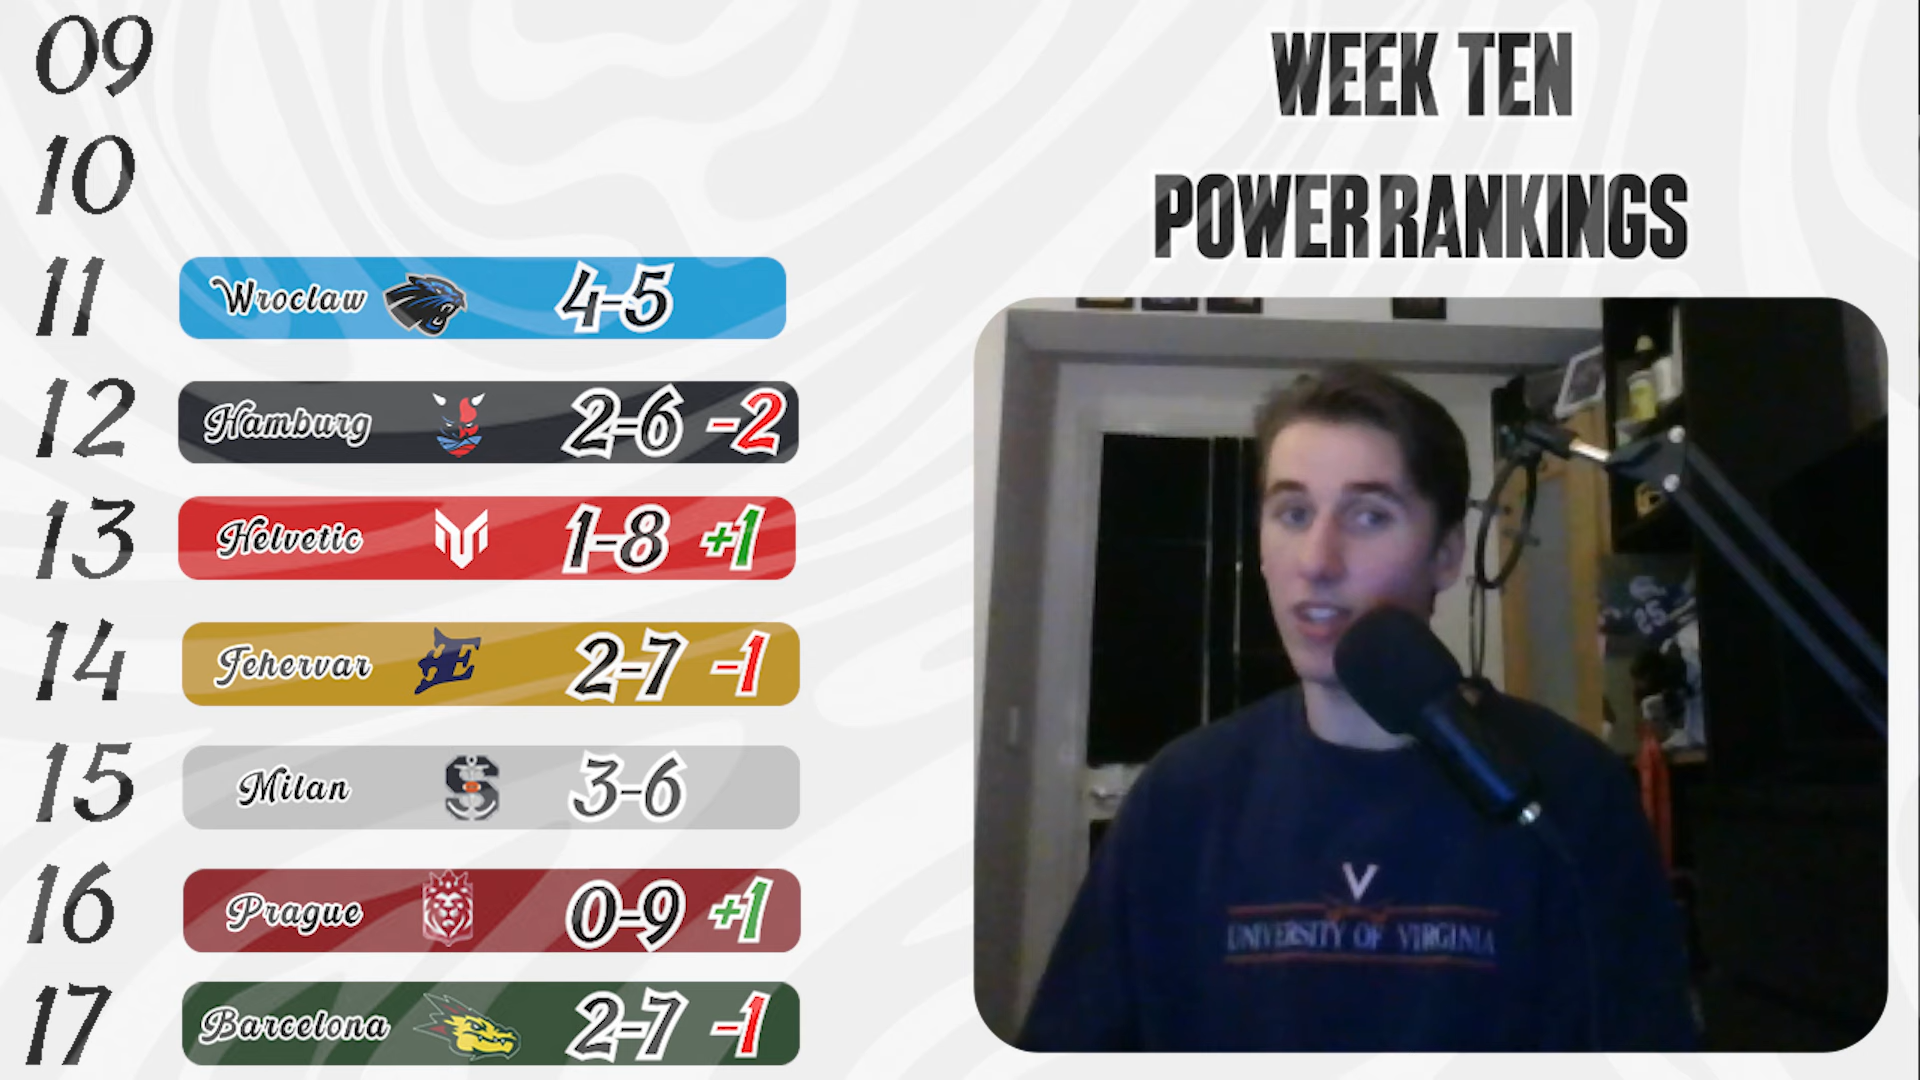 09
10
11 Wroclaw 4-5
12 Hamburg 2-6 -2
13 Helvetic 1-8 +1
14 Fehervar 2-7 -1
15 Milan 3-6
16 Prague 0-9 +1
17 Barcelona 2-7 -1
WEEK TEN
POWER RANKINGS
25
V
UNIVERSITY OF VIRGINIA